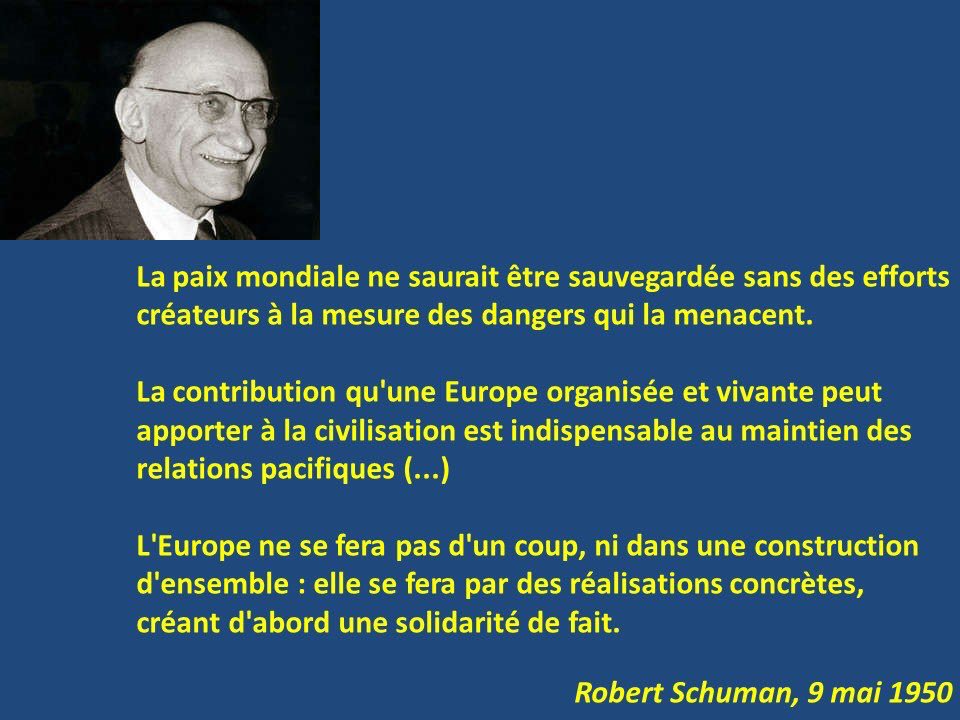 La paix mondiale ne saurait être sauvegardée sans des efforts
créateurs à la mesure des dangers qui la menacent.
La contribution qu'une Europe organisée et vivante peut
apporter à la civilisation est indispensable au maintien des
relations pacifiques (...)
L'Europe ne se fera pas d'un coup, ni dans une construction
d'ensemble : elle se fera par des réalisations concrètes,
créant d'abord une solidarité de fait.
Robert Schuman, 9 mai 1950